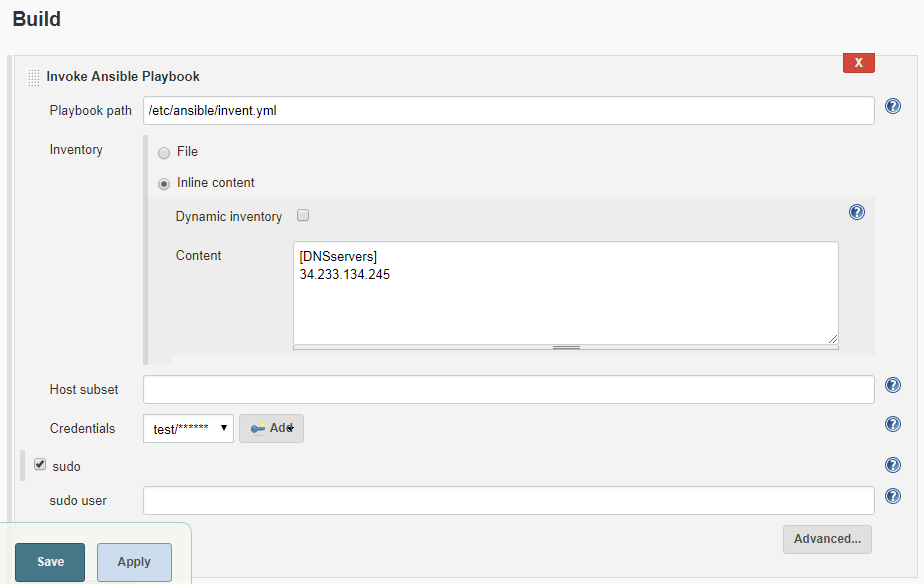 Build
Invoke Ansible Playbook
X
Playbook path /etc/ansible/invent.yml ?
Inventory
File
Inline content
Dynamic inventory ?
Content
[DNSservers]
34.233.134.245
Host subset ?
Credentials test/****** Add ?
sudo ?
sudo user ?
Advanced...
Save Apply